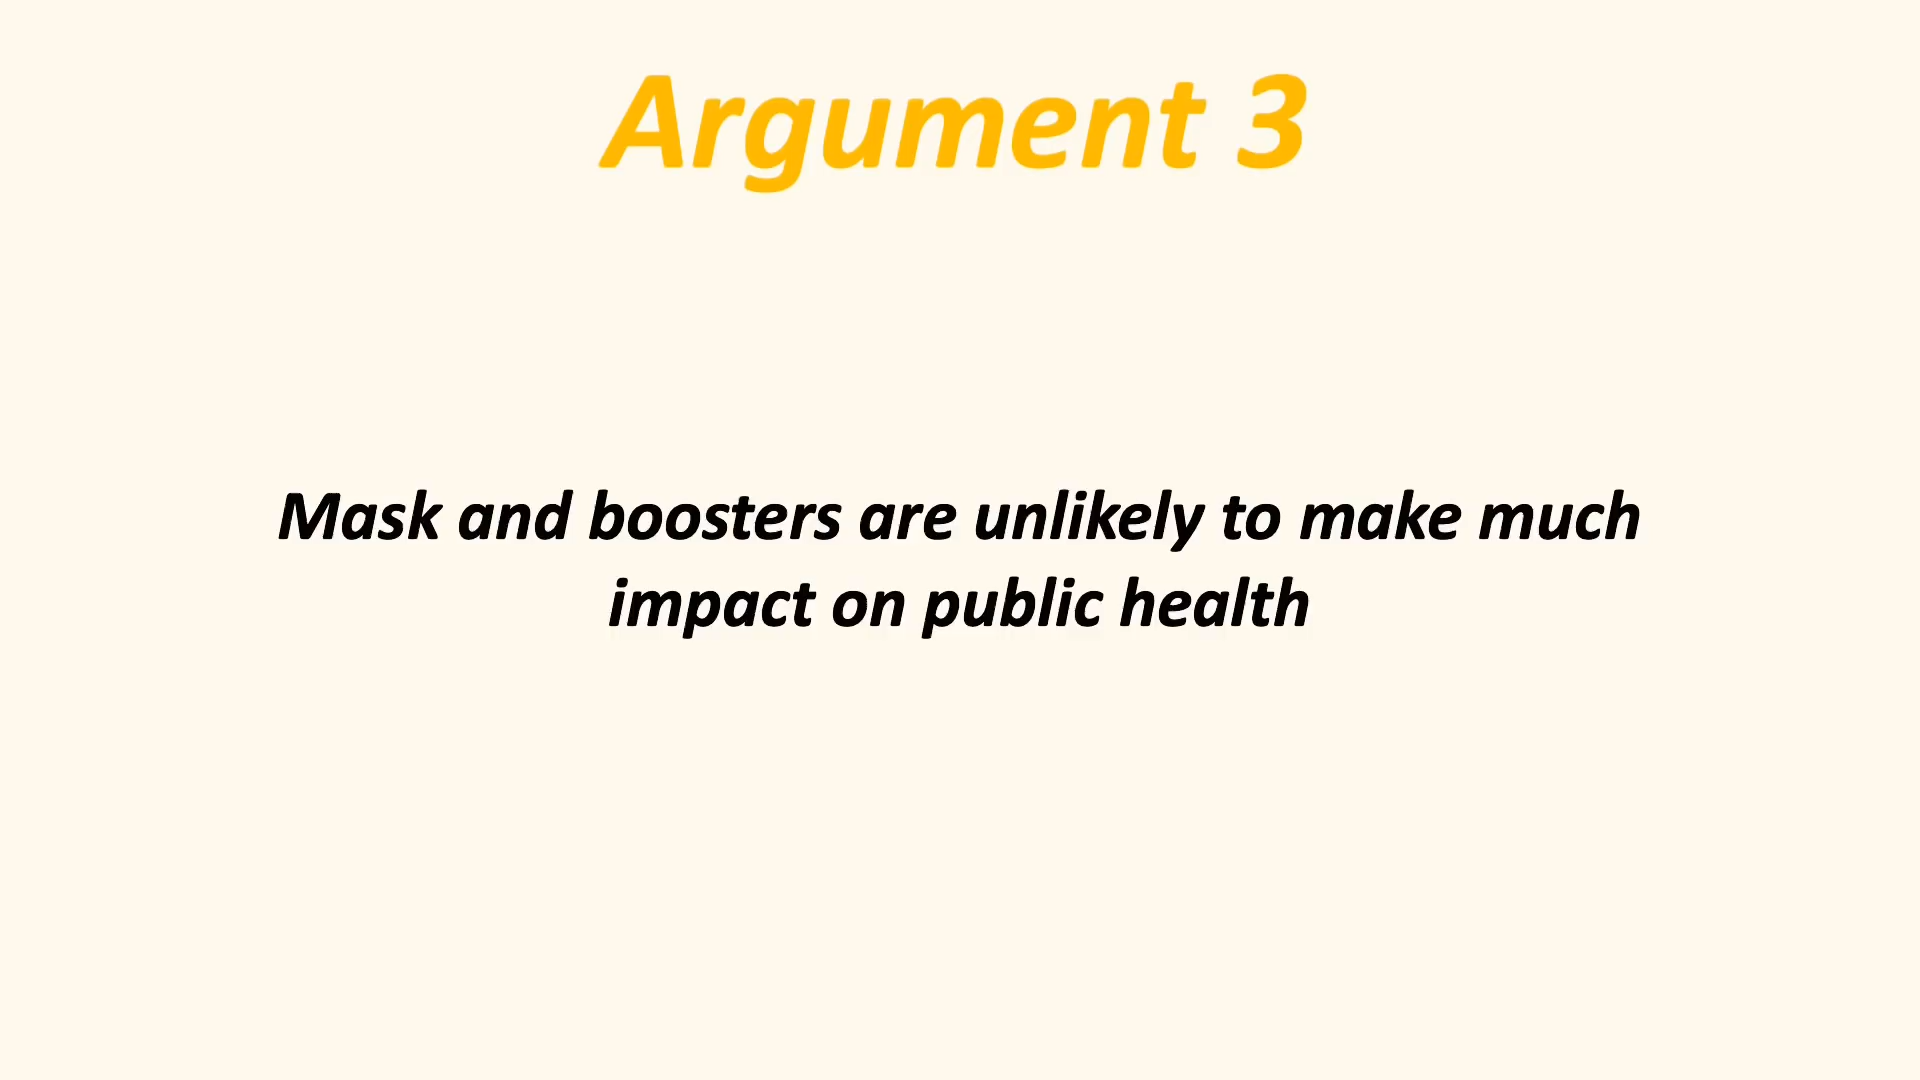 Argument 3
Mask and boosters are unlikely to make much
impact on public health